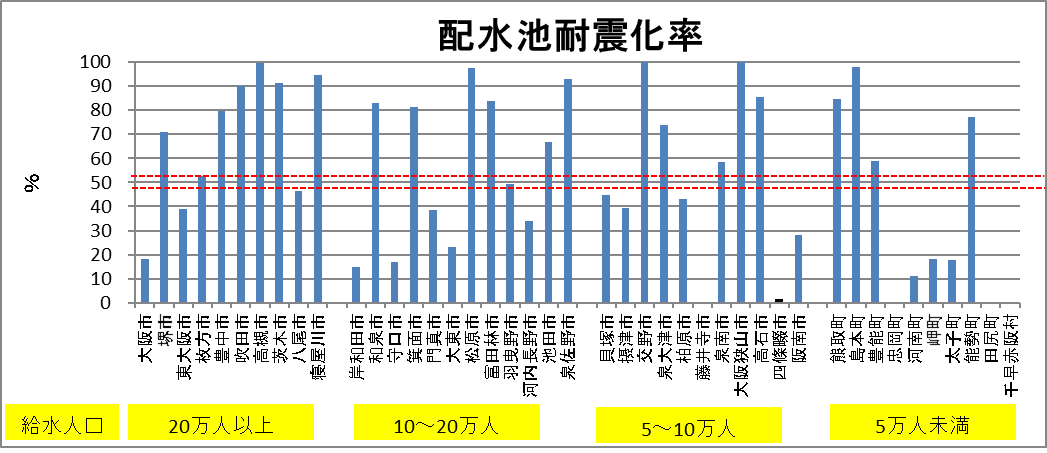 配水池耐震化率
%
100
90
80
70
60
50
40
30
20
10
0
大阪市
堺市
東大阪市
枚方市
豊中市
吹田市
高槻市
茨木市
八尾市
寝屋川市
岸和田市
和泉市
守口市
箕面市
門真市
大東市
松原市
富田林市
羽曳野市
河内長野市
池田市
泉佐野市
貝塚市
摂津市
交野市
泉大津市
柏原市
藤井寺市
泉南市
大阪狭山市
高石市
四條畷市
阪南市
熊取町
島本町
豊能町
忠岡町
河南町
岬町
太子町
能勢町
田尻町
千早赤阪村
給水人口
20万人以上
10～20万人
5～10万人
5万人未満